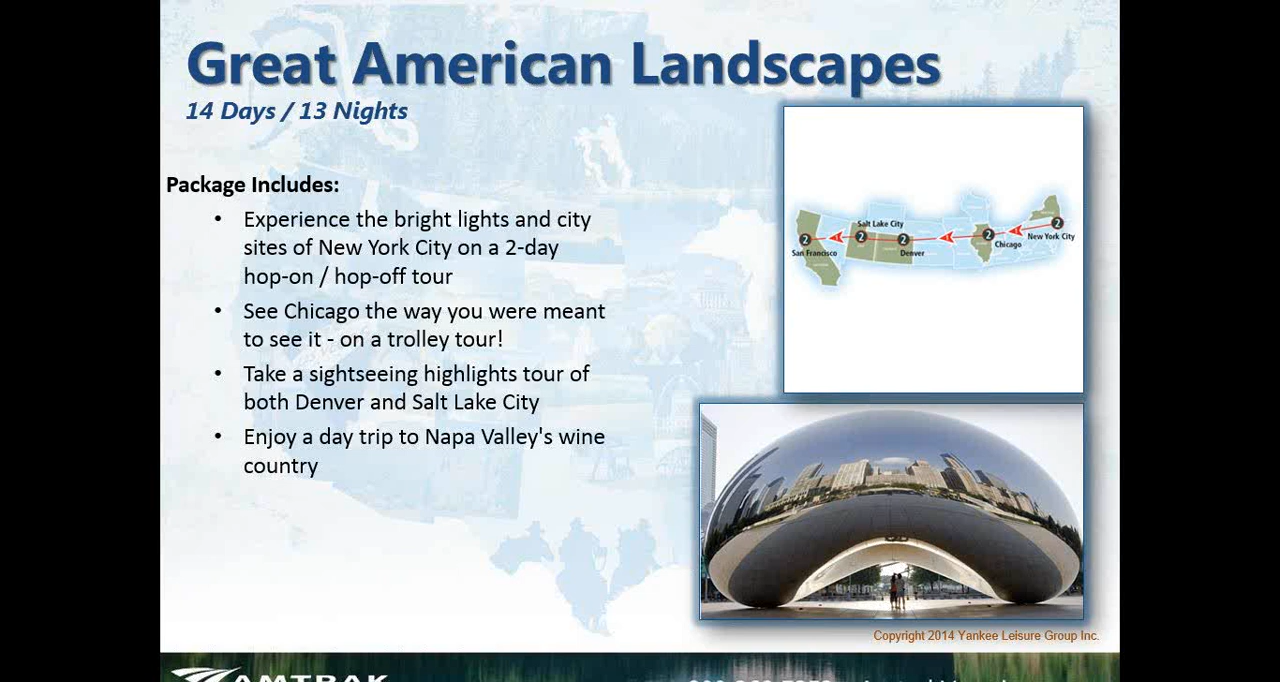 Great American Landscapes
14 Days / 13 Nights
Package Includes:
• Experience the bright lights and city
sites of New York City on a 2-day
hop-on / hop-off tour
• See Chicago the way you were meant
to see it - on a trolley tour!
• Take a sightseeing highlights tour of
both Denver and Salt Lake City
• Enjoy a day trip to Napa Valley's wine
country
Salt Lake City
2 2 2 2 2
New York City
Chicago
San Francisco
Denver
Copyright 2014 Yankee Leisure Group Inc.
AMTRAK